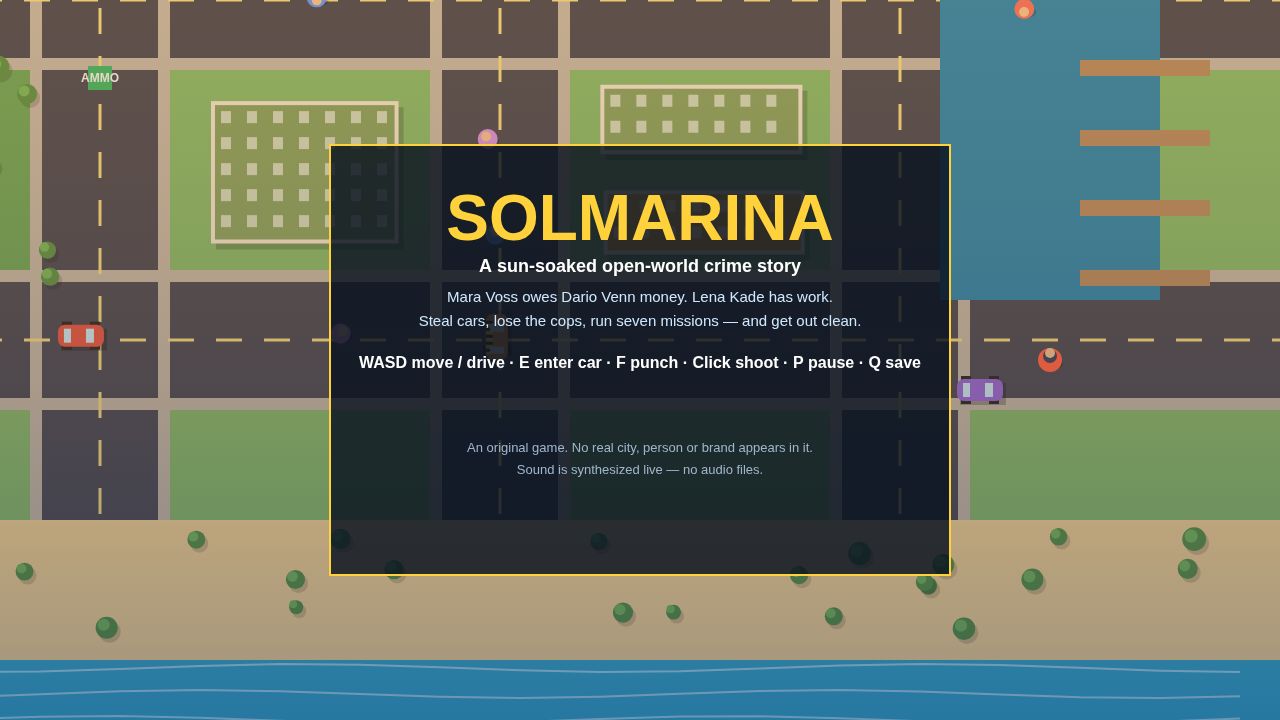 AMMO
SOLMARINA
A sun-soaked open-world crime story
Mara Voss owes Dario Venn money. Lena Kade has work.
Steal cars, lose the cops, run seven missions — and get out clean.
WASD move / drive · E enter car · F punch · Click shoot · P pause · Q save
An original game. No real city, person or brand appears in it.
Sound is synthesized live — no audio files.